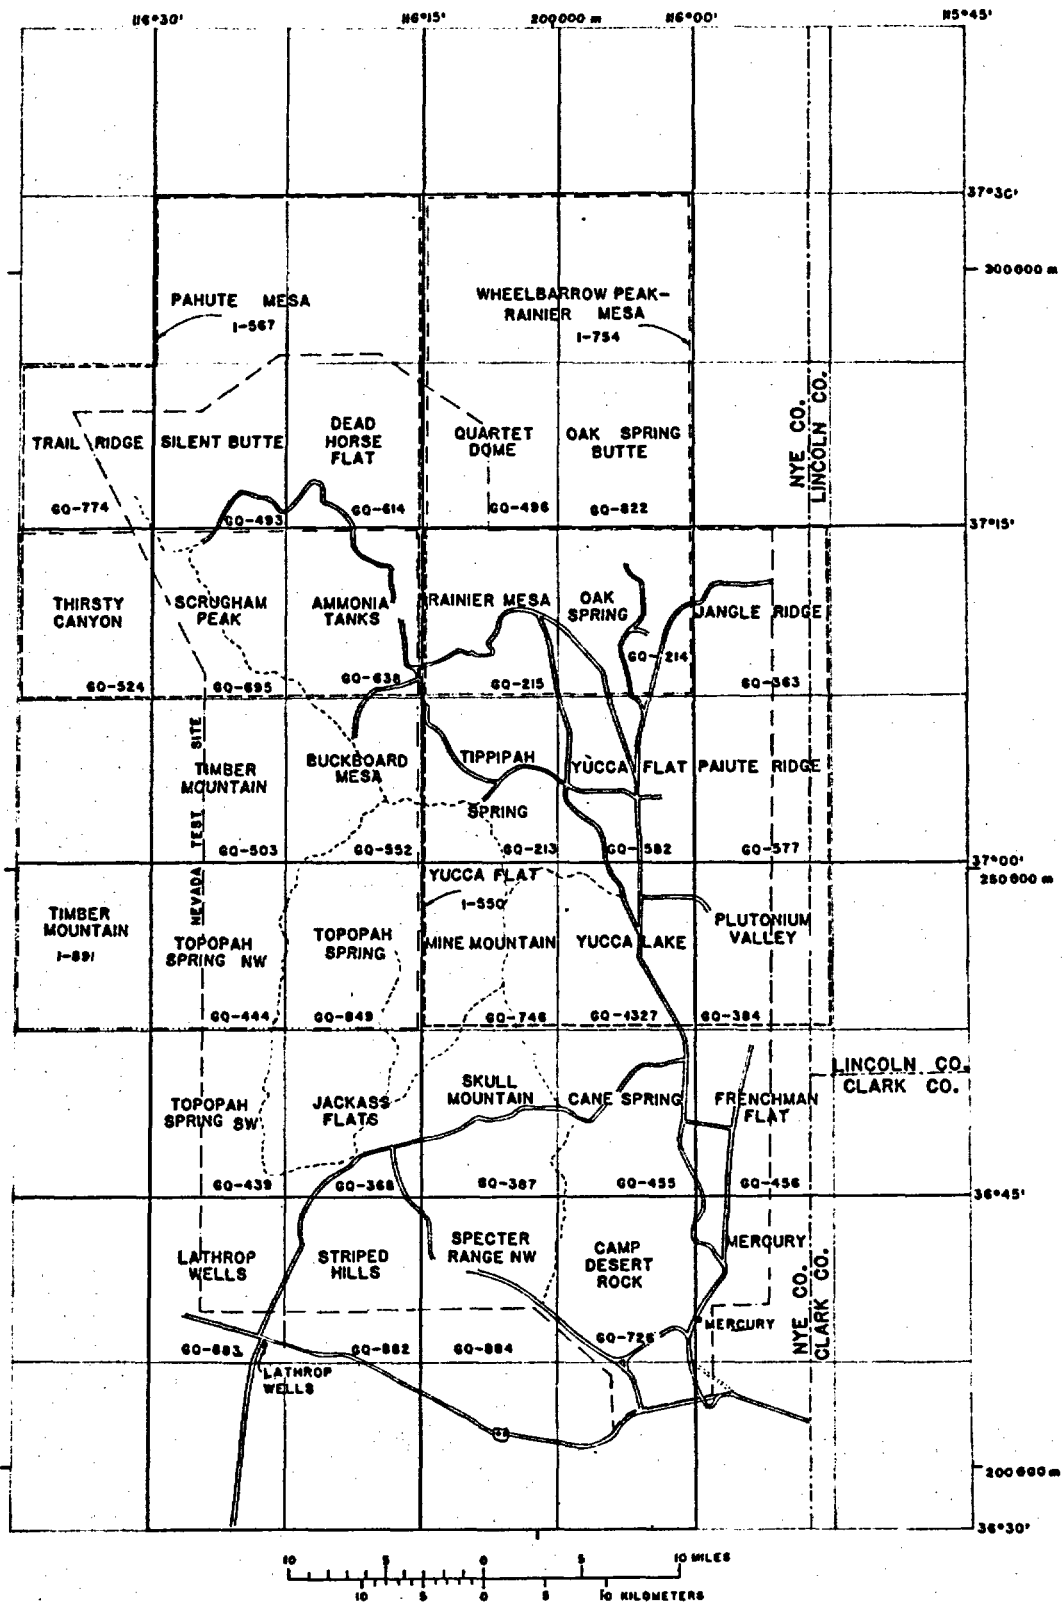 116°30'
116°15'
200000 m
116°00'
115°45'
37°30'
300000 m
PAHUTE MESA
I-567
WHEELBARROW PEAK-
RAINIER MESA
I-754
NYE CO.
LINCOLN CO.
TRAIL RIDGE
SILENT BUTTE
DEAD
HORSE
FLAT
QUARTET
DOME
OAK SPRING
BUTTE
GQ-774
GQ-493
GQ-614
GQ-496
GQ-822
37°15'
THIRSTY
CANYON
SCRUGHAM
PEAK
AMMONIA
TANKS
RAINIER MESA
OAK
SPRING
JANGLE RIDGE
GQ-524
GQ-695
GQ-638
GQ-215
GQ-214
GQ-363
NEVADA TEST SITE
TIMBER
MOUNTAIN
BUCKBOARD
MESA
TIPPIPAH
SPRING
YUCCA FLAT
PAIUTE RIDGE
GQ-503
GQ-552
GQ-213
GQ-582
GQ-577
37°00'
250000 m
YUCCA FLAT
I-550
TIMBER
MOUNTAIN
I-891
TOPOPAH
SPRING NW
TOPOPAH
SPRING
MINE MOUNTAIN
YUCCA LAKE
PLUTONIUM
VALLEY
GQ-444
GQ-849
GQ-746
GQ-1327
GQ-384
LINCOLN CO.
CLARK CO.
TOPOPAH
SPRING SW
JACKASS
FLATS
SKULL
MOUNTAIN
CANE SPRING
FRENCHMAN
FLAT
GQ-439
GQ-368
GQ-387
GQ-455
GQ-456
36°45'
LATHROP
WELLS
STRIPED
HILLS
SPECTER
RANGE NW
CAMP
DESERT
ROCK
MERCURY
NYE CO.
CLARK CO.
MERCURY
GQ-883
GQ-882
GQ-884
GQ-726
LATHROP
WELLS
200000 m
36°30'
10 5 0 5 10 MILES
10 5 0 5 10 KILOMETERS